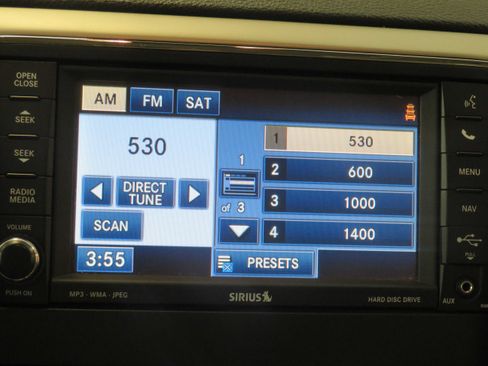 OPEN
CLOSE
SEEK
SEEK
RADIO
MEDIA
VOLUME
PUSH ON
AM FM SAT
530
DIRECT
TUNE
SCAN
3:55
1
of 3
1 530
2 600
3 1000
4 1400
PRESETS
MENU
NAV
PULL
AUX
MP3 - WMA - JPEG
SIRIUS
HARD DISC DRIVE